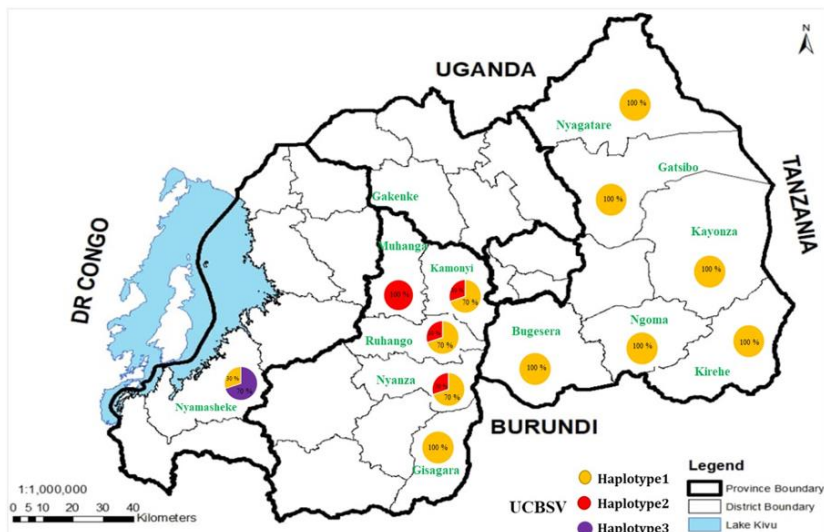 N
UGANDA
100 %
Nyagatare
Gatsibo
TANZANIA
100 %
Gakenke
Kayonza
Muhanga
Kamonyi
100 %
DR CONGO
100 %
70 %
Ruhango
70 %
Bugesera
Ngoma
100 %
100 %
100 %
Kirehe
Nyanza
70 %
30 %
70 %
Nyamasheke
BURUNDI
100 %
Gisagara
1:1,000,000
0 5 10 20 30 40
Kilometers
UCBSV
Haplotype1
Haplotype2
Haplotype3
Legend
Province Boundary
District Boundary
Lake Kivu